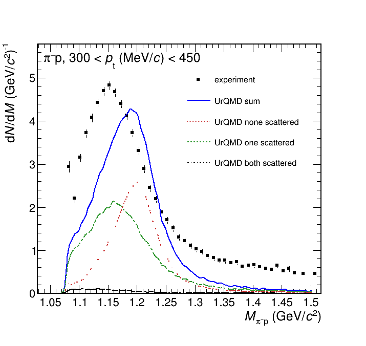 π⁻p, 300 < pₜ (MeV/c) < 450
dN/dM (GeV/c²)⁻¹
experiment
UrQMD sum
UrQMD none scattered
UrQMD one scattered
UrQMD both scattered
5
4
3
2
1
0
1.05 1.1 1.15 1.2 1.25 1.3 1.35 1.4 1.45 1.5
M π⁻p (GeV/c²)